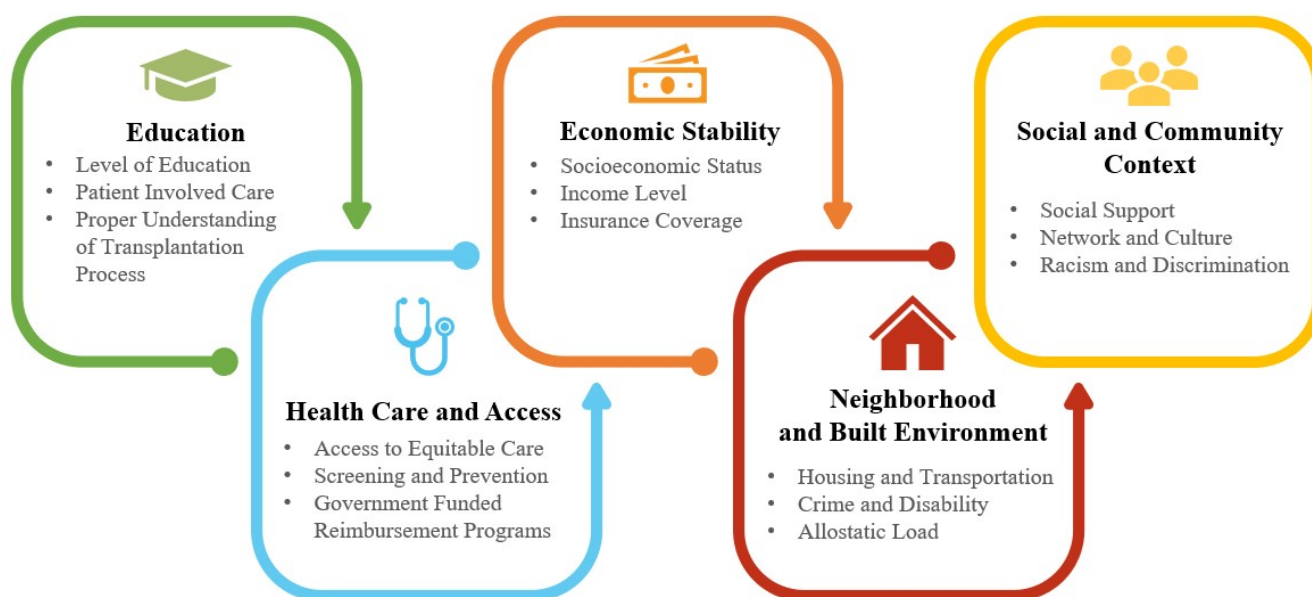 Education
• Level of Education
• Patient Involved Care
• Proper Understanding
of Transplantation
Process
Health Care and Access
• Access to Equitable Care
• Screening and Prevention
• Government Funded
Reimbursement Programs
Economic Stability
• Socioeconomic Status
• Income Level
• Insurance Coverage
Neighborhood
and Built Environment
• Housing and Transportation
• Crime and Disability
• Allostatic Load
Social and Community
Context
• Social Support
• Network and Culture
• Racism and Discrimination